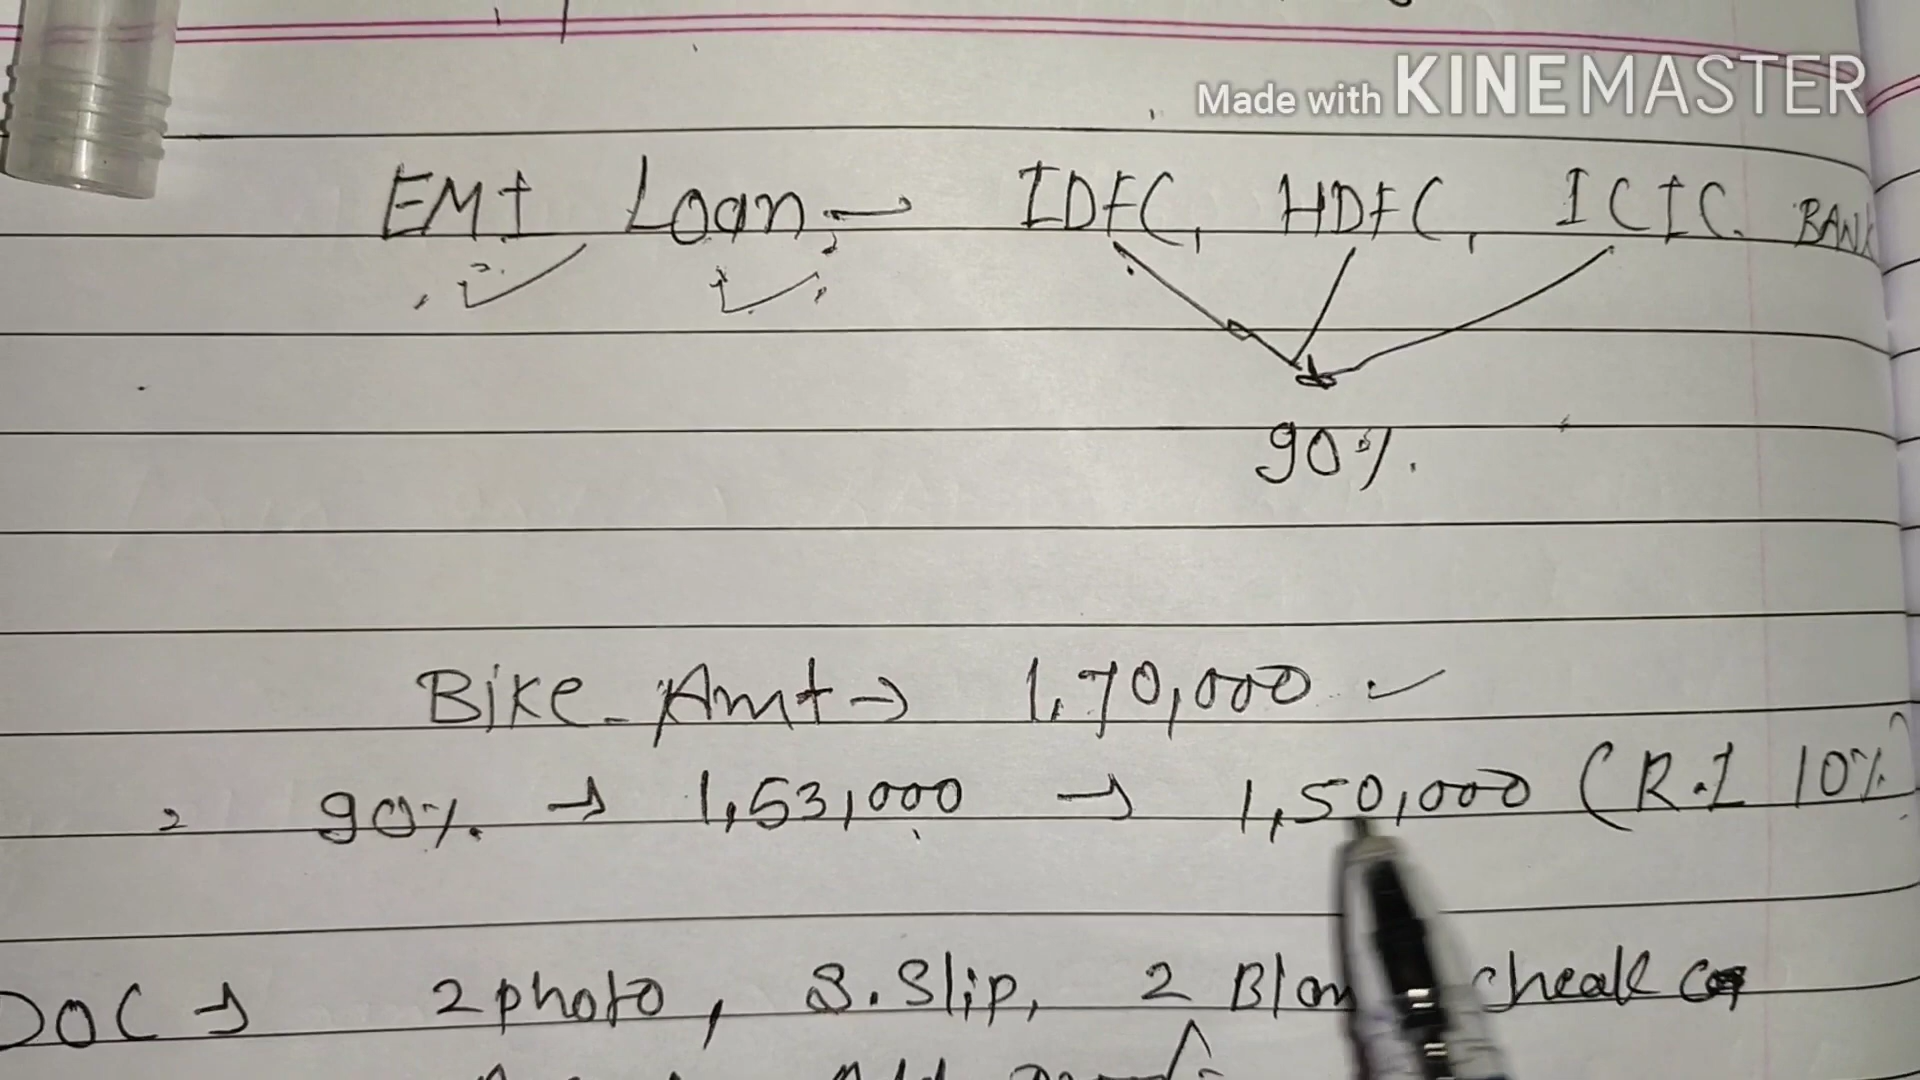 Made with KINEMASTER
EMI Loan → IDFC, HDFC, ICIC. BANK
90%.
Bike Amt → 1,70,000 ✓
= 90%. → 1,53,000 → 1,50,000 (R.I 10%
DOC → 2 photo, S. Slip, 2 cheak